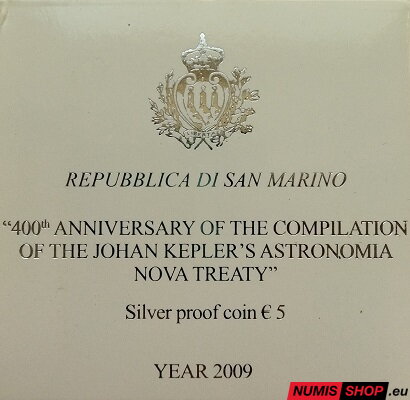 LIBERTAS
REPUBBLICA DI SAN MARINO
“400th ANNIVERSARY OF THE COMPILATION
OF THE JOHAN KEPLER’S ASTRONOMIA
NOVA TREATY”
Silver proof coin € 5
YEAR 2009
NUMIS SHOP .eu